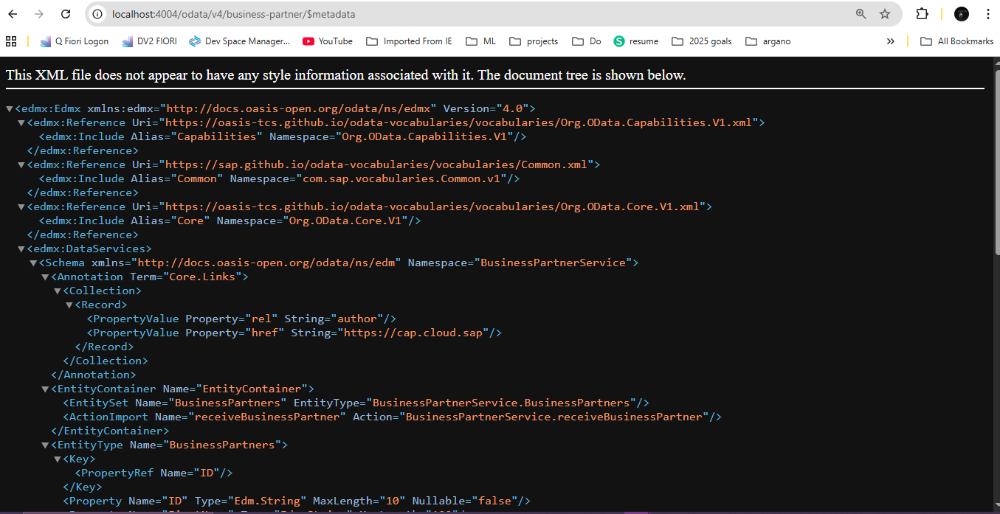 localhost:4004/odata/v4/business-partner/$metadata
Q Fiori Logon DV2 FIORI Dev Space Manager... YouTube Imported From IE ML projects Do S resume 2025 goals argano » All Bookmarks
This XML file does not appear to have any style information associated with it. The document tree is shown below.
▼<edmx:Edmx xmlns:edmx="http://docs.oasis-open.org/odata/ns/edmx" Version="4.0">
▼<edmx:Reference Uri="https://oasis-tcs.github.io/odata-vocabularies/vocabularies/Org.OData.Capabilities.V1.xml">
<edmx:Include Alias="Capabilities" Namespace="Org.OData.Capabilities.V1"/>
</edmx:Reference>
▼<edmx:Reference Uri="https://sap.github.io/odata-vocabularies/vocabularies/Common.xml">
<edmx:Include Alias="Common" Namespace="com.sap.vocabularies.Common.v1"/>
</edmx:Reference>
▼<edmx:Reference Uri="https://oasis-tcs.github.io/odata-vocabularies/vocabularies/Org.OData.Core.V1.xml">
<edmx:Include Alias="Core" Namespace="Org.OData.Core.V1"/>
</edmx:Reference>
▼<edmx:DataServices>
▼<Schema xmlns="http://docs.oasis-open.org/odata/ns/edm" Namespace="BusinessPartnerService">
▼<Annotation Term="Core.Links">
▼<Collection>
▼<Record>
<PropertyValue Property="rel" String="author"/>
<PropertyValue Property="href" String="https://cap.cloud.sap"/>
</Record>
</Collection>
</Annotation>
▼<EntityContainer Name="EntityContainer">
<EntitySet Name="BusinessPartners" EntityType="BusinessPartnerService.BusinessPartners"/>
<ActionImport Name="receiveBusinessPartner" Action="BusinessPartnerService.receiveBusinessPartner"/>
</EntityContainer>
▼<EntityType Name="BusinessPartners">
▼<Key>
<PropertyRef Name="ID"/>
</Key>
<Property Name="ID" Type="Edm.String" MaxLength="10" Nullable="false"/>